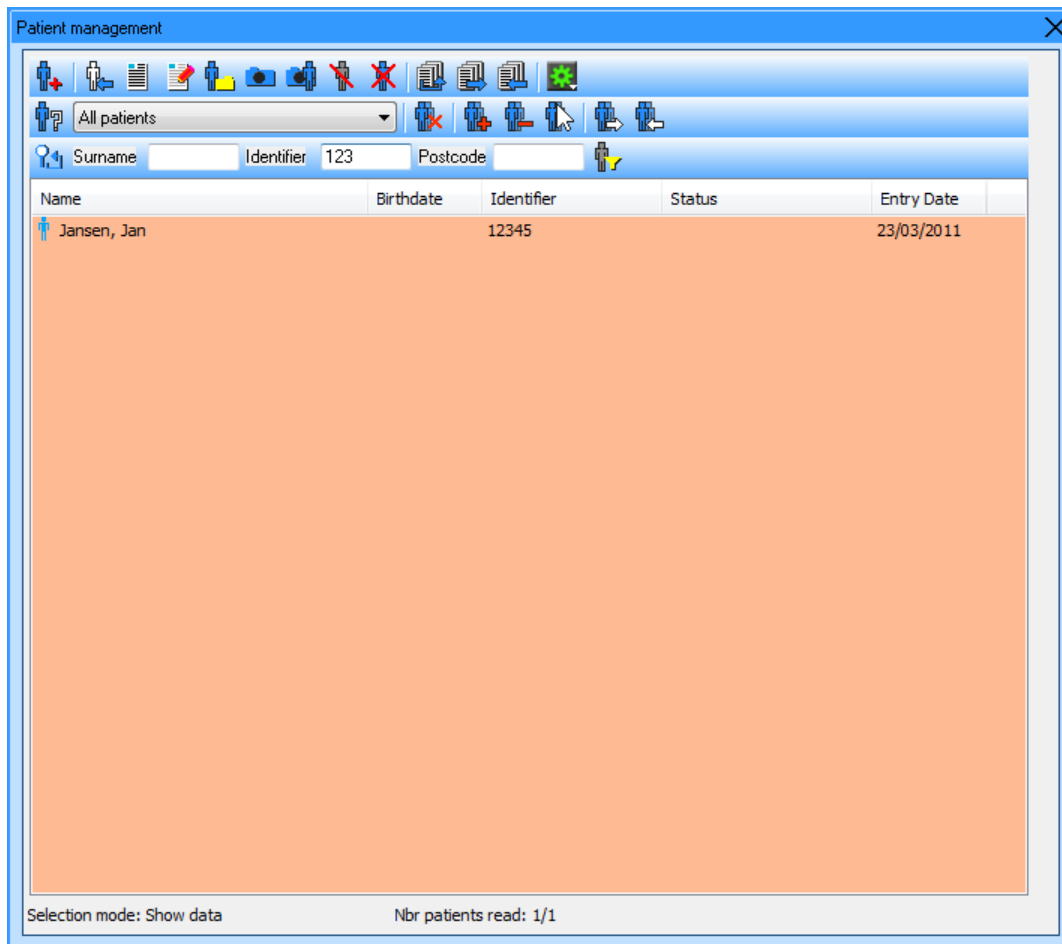 Patient management
All patients
Surname Identifier 123 Postcode
Name Birthdate Identifier Status Entry Date
Jansen, Jan 12345 23/03/2011
Selection mode: Show data Nbr patients read: 1/1